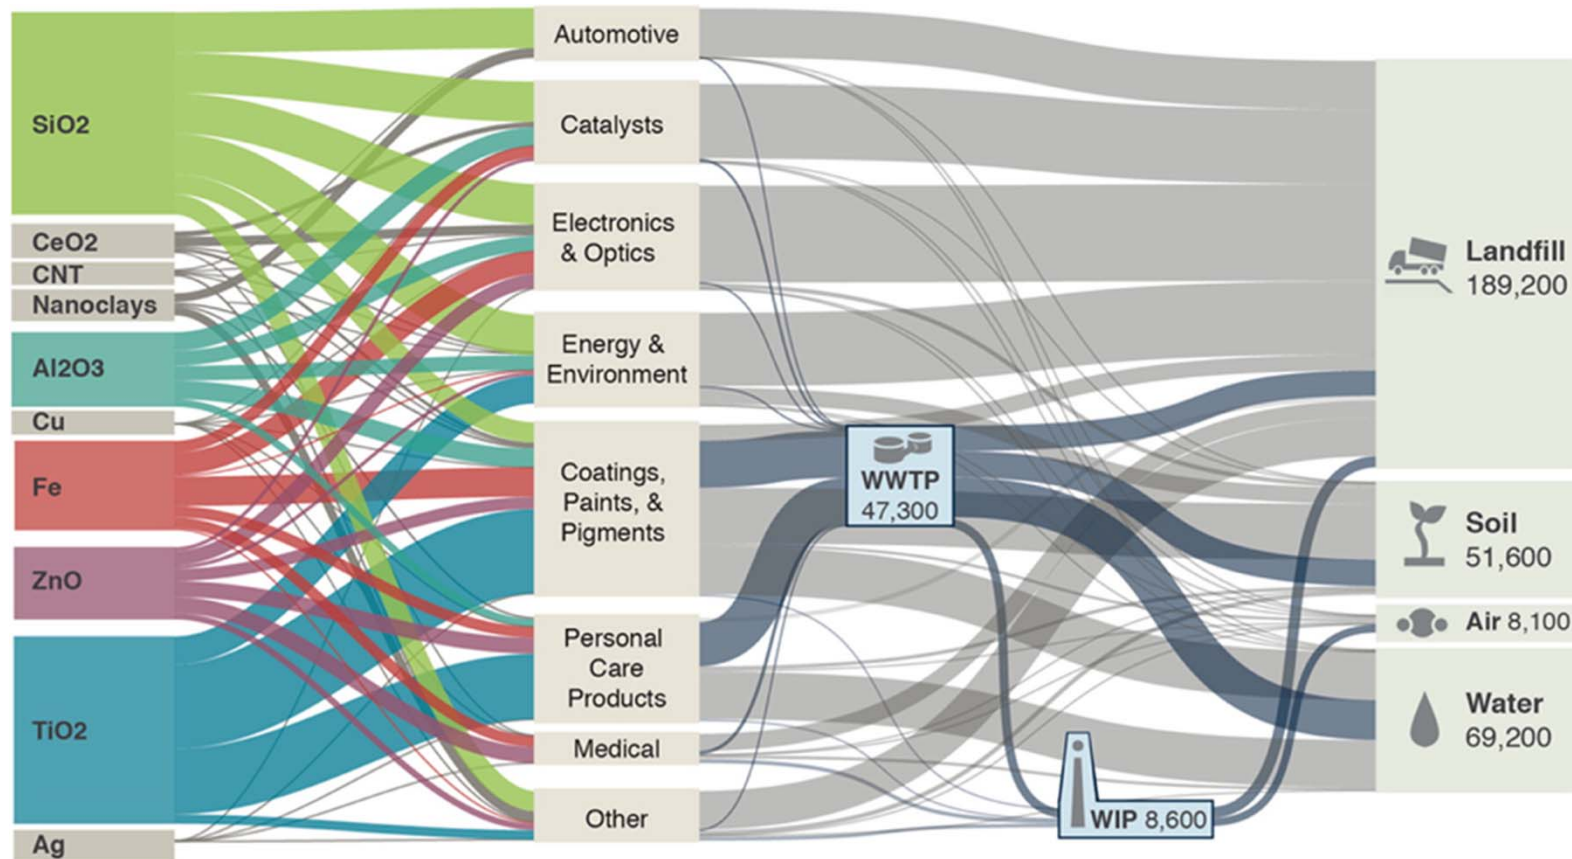 SiO2
CeO2
CNT
Nanoclays
Al2O3
Cu
Fe
ZnO
TiO2
Ag
Automotive
Catalysts
Electronics
& Optics
Energy &
Environment
Coatings,
Paints, &
Pigments
Personal
Care
Products
Medical
Other
WWTP
47,300
WIP 8,600
Landfill
189,200
Soil
51,600
Air 8,100
Water
69,200